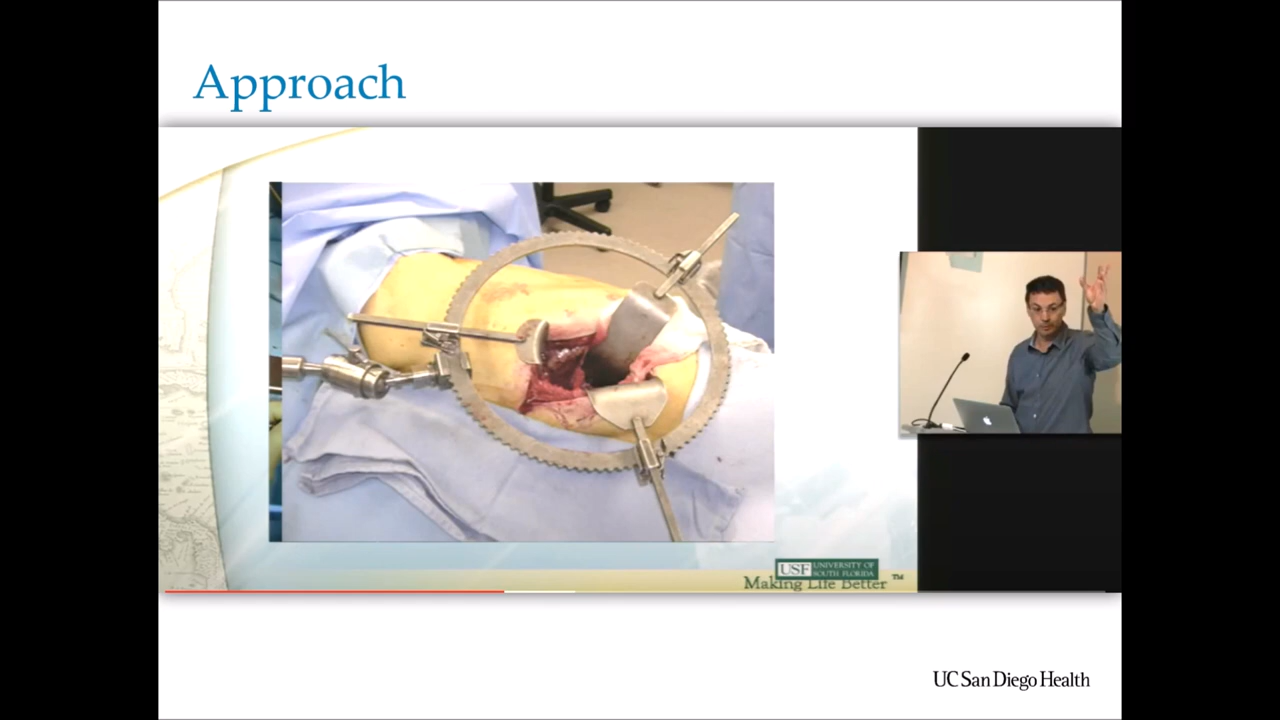 Approach
USF UNIVERSITY OF
SOUTH FLORIDA
Making Life Better ™
UC San Diego Health